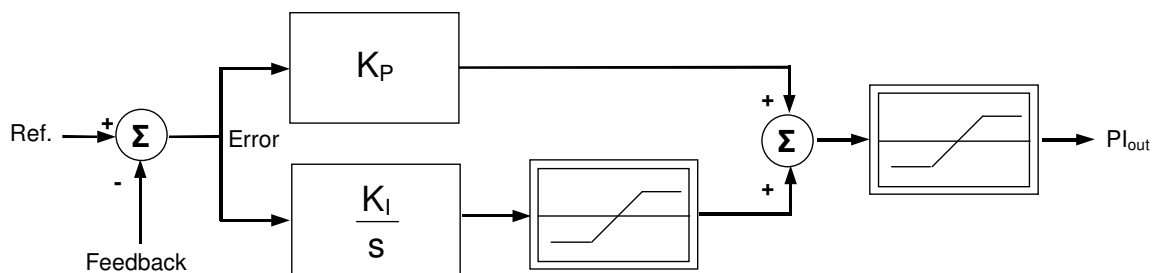 K_P
+
Ref.
+
Σ
Error
Σ
PI_out
-
+
K_I
s
Feedback